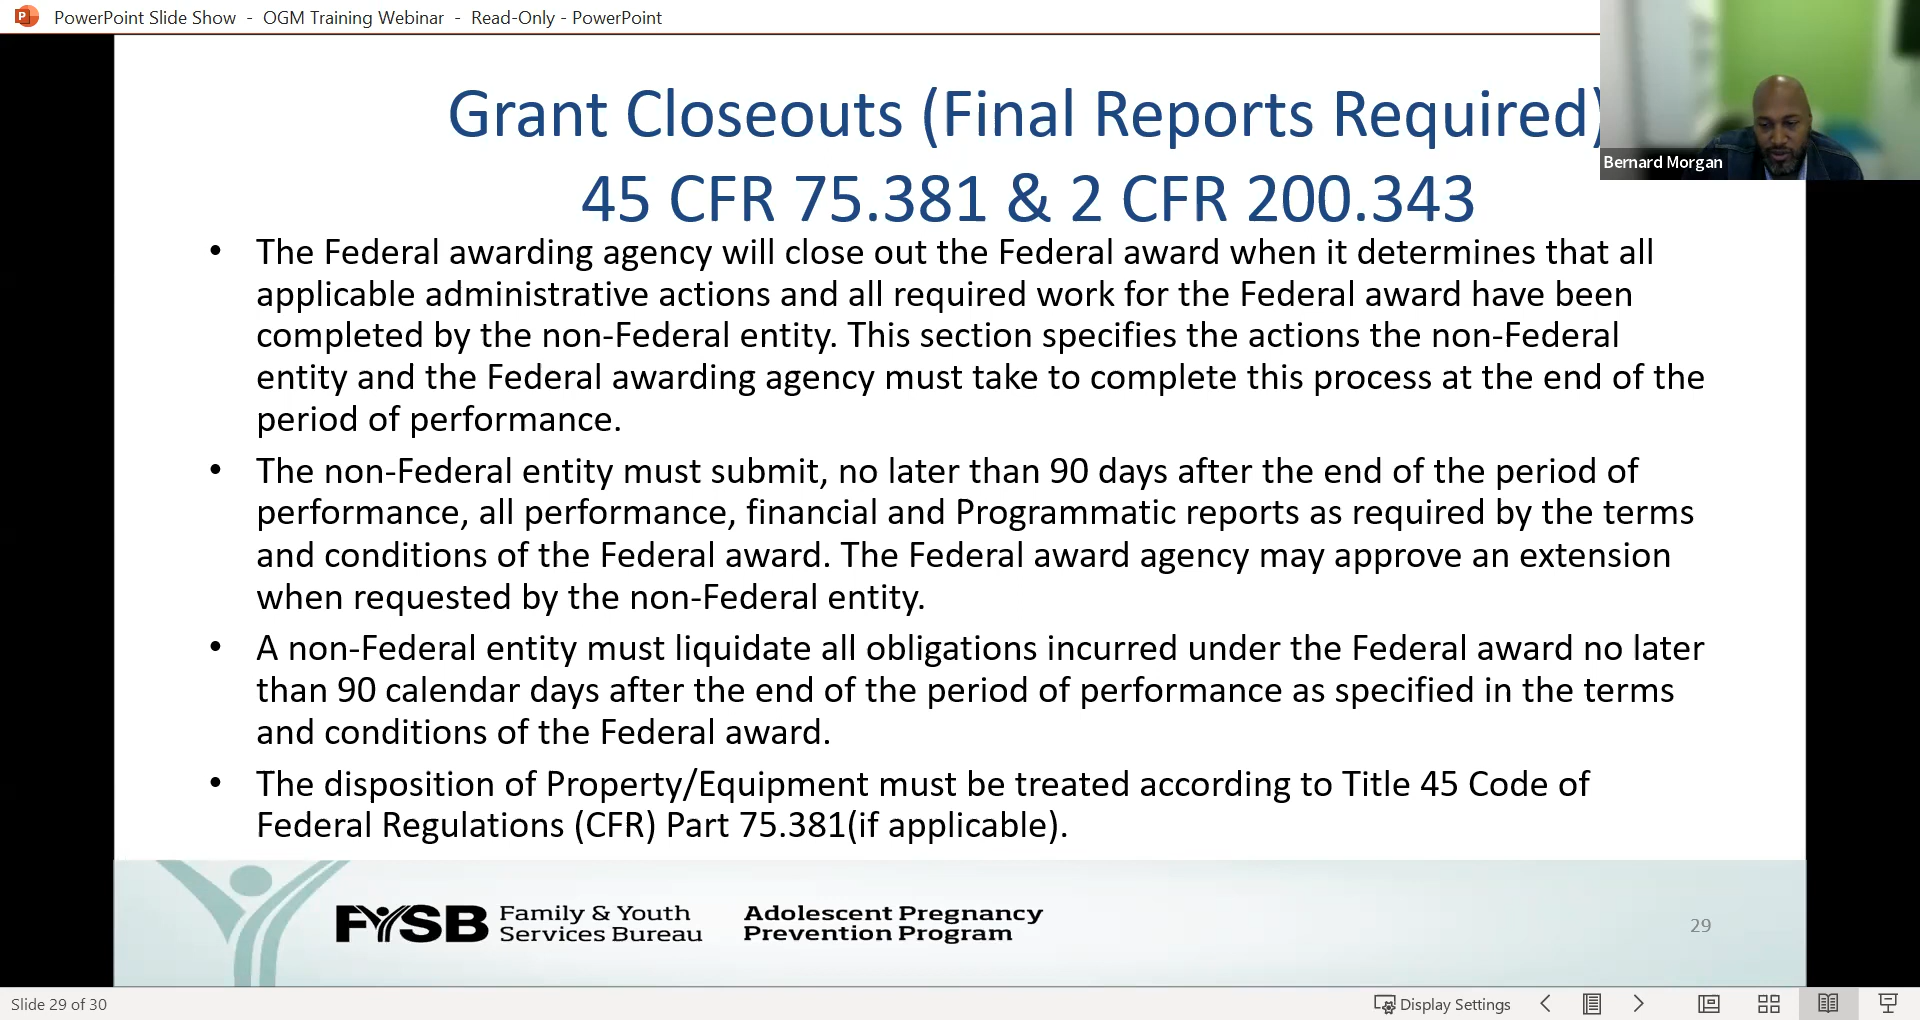 PowerPoint Slide Show - OGM Training Webinar - Read-Only - PowerPoint
Grant Closeouts (Final Reports Required)
45 CFR 75.381 & 2 CFR 200.343
Bernard Morgan
• The Federal awarding agency will close out the Federal award when it determines that all
applicable administrative actions and all required work for the Federal award have been
completed by the non-Federal entity. This section specifies the actions the non-Federal
entity and the Federal awarding agency must take to complete this process at the end of the
period of performance.
• The non-Federal entity must submit, no later than 90 days after the end of the period of
performance, all performance, financial and Programmatic reports as required by the terms
and conditions of the Federal award. The Federal award agency may approve an extension
when requested by the non-Federal entity.
• A non-Federal entity must liquidate all obligations incurred under the Federal award no later
than 90 calendar days after the end of the period of performance as specified in the terms
and conditions of the Federal award.
• The disposition of Property/Equipment must be treated according to Title 45 Code of
Federal Regulations (CFR) Part 75.381(if applicable).
FYSB
Family & Youth
Services Bureau
Adolescent Pregnancy
Prevention Program
29
Slide 29 of 30
Display Settings